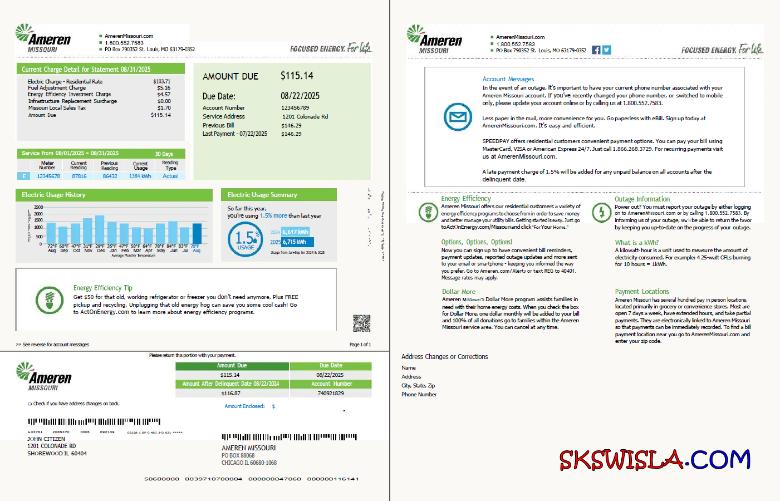 Ameren
MISSOURI
AmerenMissouri.com
1.800.552.7583
PO Box 790352 St. Louis, MO 63179-0352
FOCUSED ENERGY. For life.
Current Charge Detail for Statement 08/31/2025
Electric Charge - Residential Rate $103.71
Fuel Adjustment Charge $5.16
Energy Efficiency Investment Charge $4.57
Infrastructure Replacement Surcharge $0.00
Missouri Local Sales Tax $1.70
Amount Due $115.14
AMOUNT DUE $115.14
Due Date: 08/22/2025
Account Number 123456789
Service Address 1201 Colonade Rd
Previous Bill $146.29
Last Payment - 07/22/2025 $146.29
Service from 08/01/2025 - 08/31/2025 30 Days
Meter Number Current Reading Previous Reading Current Usage Reading Type
E 12345678 87816 86432 1384 kWh Actual
Electric Usage History
Electric Usage Summary
So far this year,
you're using 1.5% more than last year
1.5%
USAGE
2024 6,617 kWh
2025 6,715 kWh
Energy Efficiency Tip
Get $50 for that old, working refrigerator or freezer you don't need anymore. Plus FREE
pickup and recycling. Unplugging that old energy hog can save you some cool cash! Go
to ActOnEnergy.com to learn more about energy efficiency programs.
>> See reverse for account messages
Page 1 of 1
Please return this portion with your payment.
Ameren
MISSOURI
Amount Due Due Date
$115.14 08/22/2025
Amount After Delinquent Date 08/22/2024 Account Number
$116.87 740921829
Check if you have address changes on back.
Amount Enclosed: $
JOHN CITIZEN
1201 COLONADE RD
SHOREWOOD IL 60404
AMEREN MISSOURI
PO BOX 88068
CHICAGO IL 60680-1068
Ameren
MISSOURI
AmerenMissouri.com
1.800.552.7583
PO Box 790352 St. Louis, MO 63179-0352
FOCUSED ENERGY. For life.
Account Messages
In the event of an outage. It's important to have your current phone number associated with your
Ameren Missouri account. If you've recently changed your phone number, or switched to mobile
only, please update your account online or by calling us at 1.800.552.7583.
Less paper in the mail, more convenience for you. Go paperless with eBill. Sign up today at
AmerenMissouri.com. It's easy and efficient.
SPEEDPAY offers residential customers convenient payment options. You can pay your bill using
MasterCard, VISA or American Express 24/7. Just call 1.866.268.3729. For recurring payments visit
us at AmerenMissouri.com.
A late payment charge of 1.5% will be added for any unpaid balance on all accounts after the
delinquent date.
Energy Efficiency
Ameren Missouri offers our residential customers a variety of
energy efficiency programs to choose from in order to save money
and better manage your utility bills. Getting started is easy. Just go
to ActOnEnergy.com/Missouri and click "For Your Home."
Options, Options, Options!
Now you can sign up to have convenient bill reminders,
payment updates, reported outage updates and more sent
to your email or smartphone - keeping you informed the way
you prefer. Go to Ameren.com/Alerts or text REG to 40401.
Message rates may apply.
Dollar More
Ameren Missouri's Dollar More program assists families in
need with their home energy costs. When you check the box
for Dollar More, one dollar monthly will be added to your bill
and 100% of all donations go to families within the Ameren
Missouri service area. You can cancel at any time.
Outage Information
Power out? You must report your outage by either logging
on to AmerenMissouri.com or by calling 1.800.552.7583. By
informing us of your outage, we will be able to return the favor
by keeping you up-to-date on the progress of your outage.
What is a kWh?
A kilowatt-hour is a unit used to measure the amount of
electricity consumed. For example 4 25-watt CFLs burning
for 10 hours = 1kWh.
Payment Locations
Ameren Missouri has several hundred pay in person locations,
located primarily in grocery or convenience stores. Most are
open 7 days a week, have extended hours, and take partial
payments. They are electronically linked to Ameren Missouri
so that payments can be immediately recorded. To find a bill
payment location near you go to AmerenMissouri.com and
enter your zip code.
Address Changes or Corrections
Name
Address
City, State, Zip
Phone Number
SKSWISLA.COM